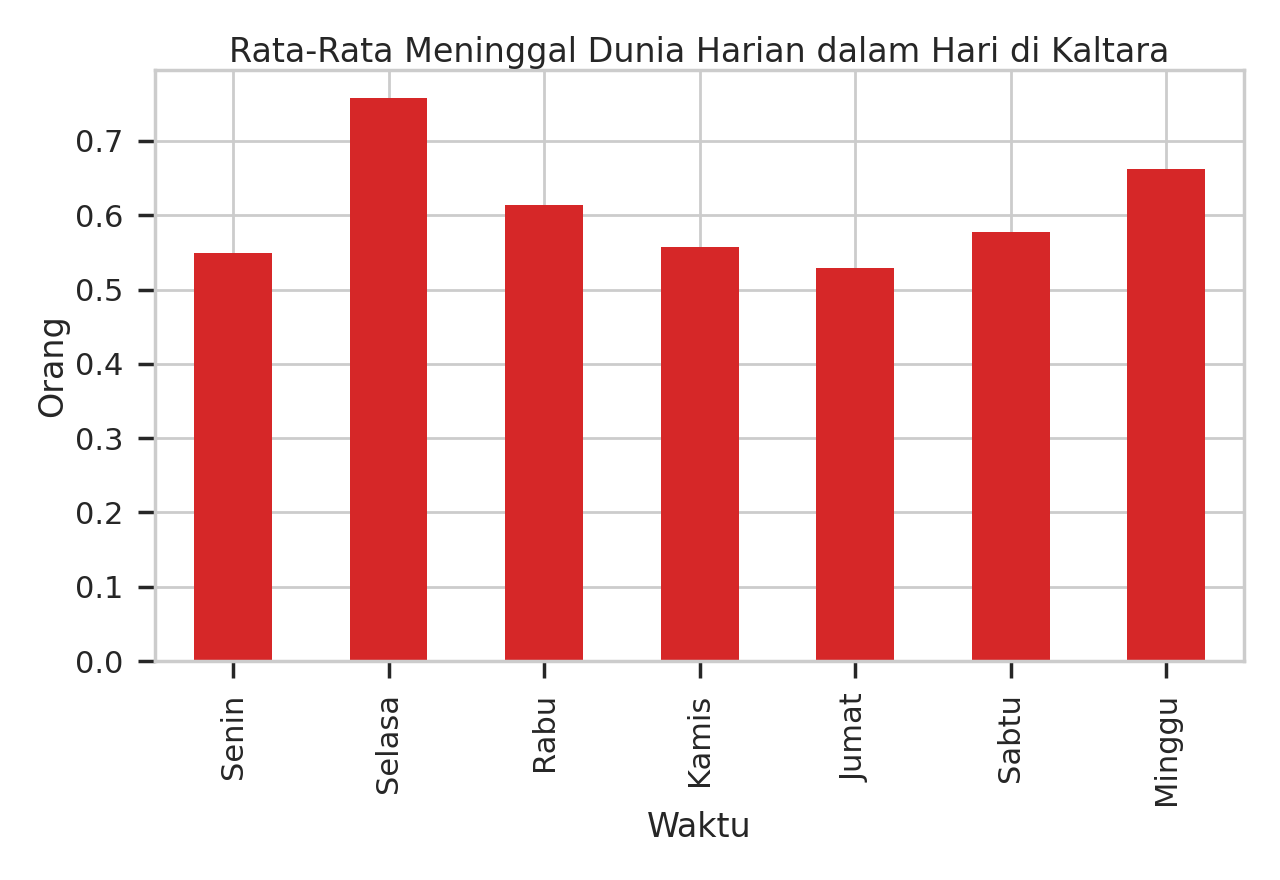 Rata-Rata Meninggal Dunia Harian dalam Hari di Kaltara
Orang
0.7
0.6
0.5
0.4
0.3
0.2
0.1
0.0
Senin
Selasa
Rabu
Kamis
Jumat
Sabtu
Minggu
Waktu